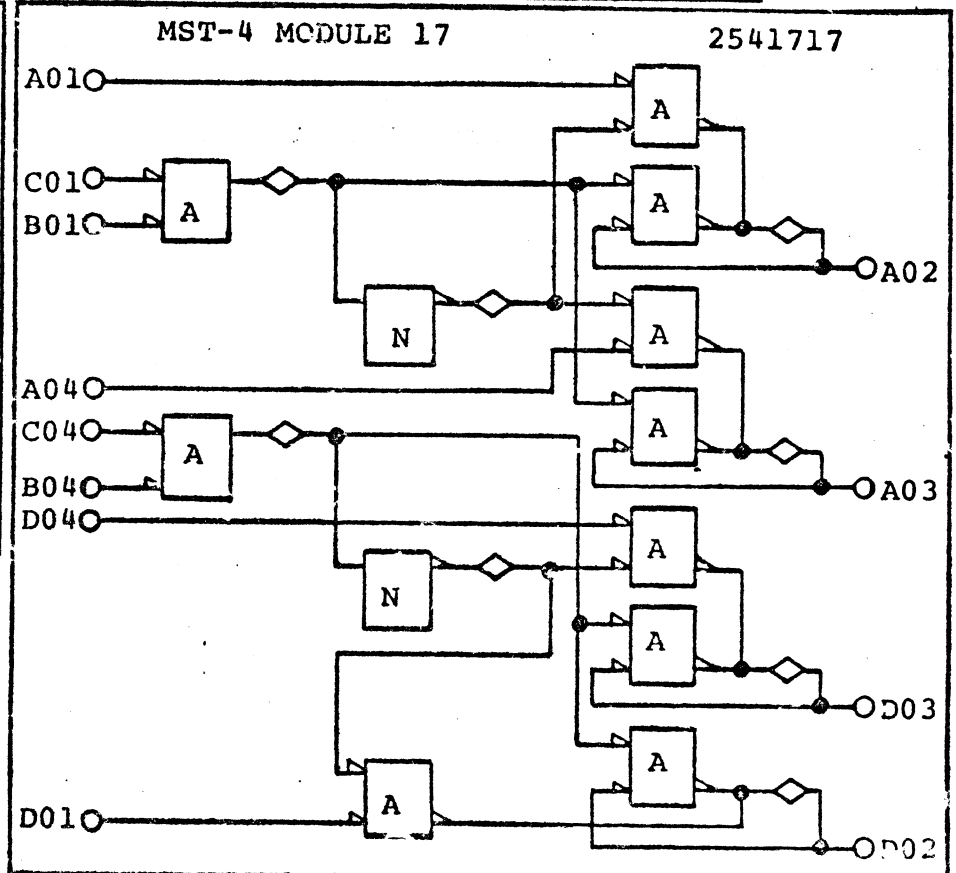 MST-4 MODULE 17 2541717
A01
A
C01
A
B01
A
A02
N
A
A04
A
C04
A
B04
A03
D04
A
N
A
D03
A
D01
A
D02